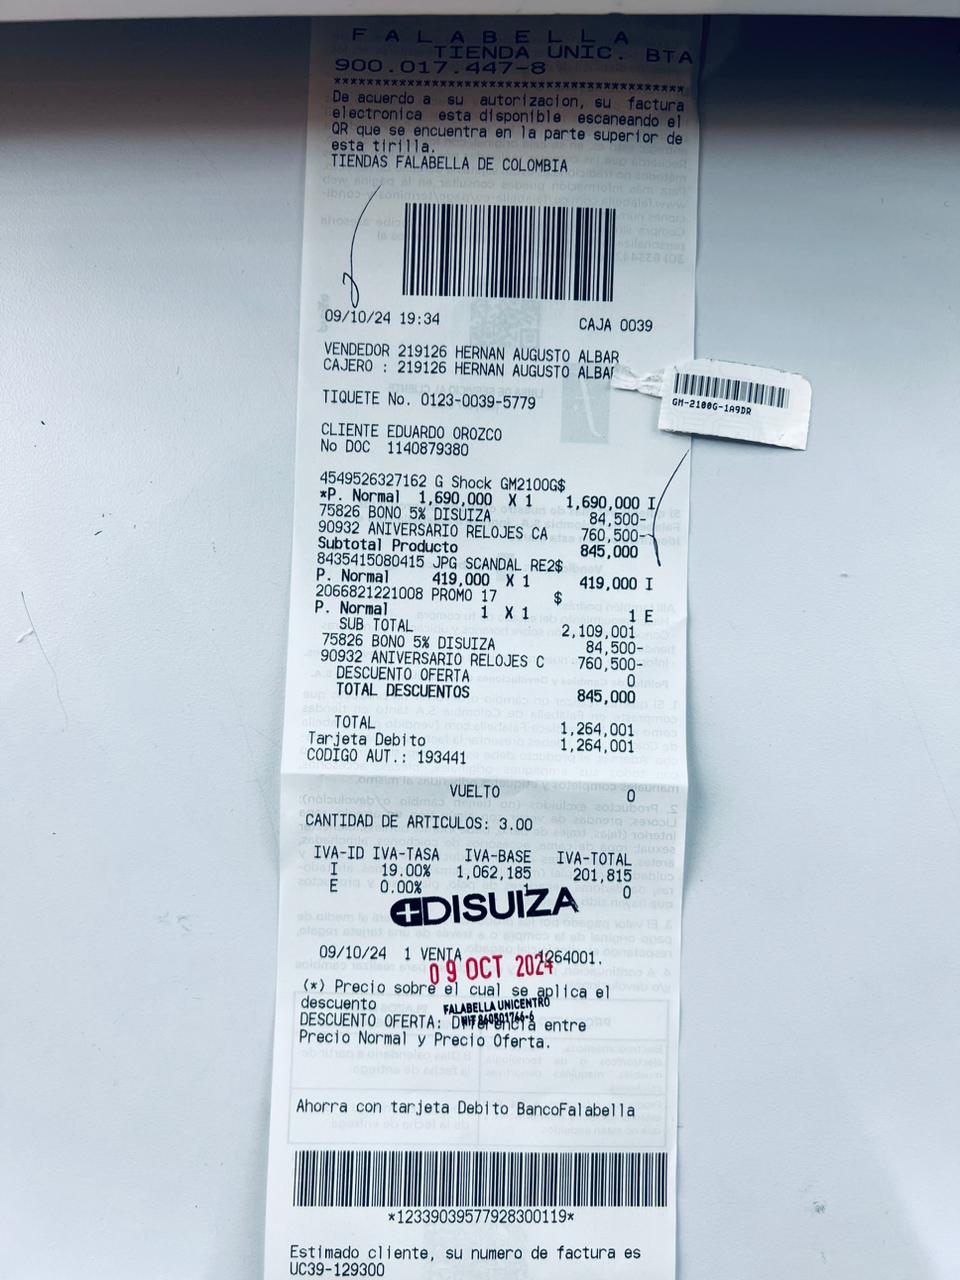 FALABELLA
TIENDA UNIC. BTA
900.017.447-8
****************************************
De acuerdo a su autorizacion, su factura
electronica esta disponible escaneando el
QR que se encuentra en la parte superior de
esta tirilla.
TIENDAS FALABELLA DE COLOMBIA
09/10/24 19:34 CAJA 0039
VENDEDOR 219126 HERNAN AUGUSTO ALBAR
CAJERO : 219126 HERNAN AUGUSTO ALBAR
GM-2100G-1A9DR
TIQUETE No. 0123-0039-5779
CLIENTE EDUARDO OROZCO
No DOC 1140879380
4549526327162 G Shock GM2100G$
*P. Normal 1,690,000 X 1 1,690,000 I
75826 BONO 5% DISUIZA 84,500-
90932 ANIVERSARIO RELOJES CA 760,500-
Subtotal Producto 845,000
8435415080415 JPG SCANDAL RE2$
P. Normal 419,000 X 1 419,000 I
2066821221008 PROMO 17 $
P. Normal 1 X 1 1 E
SUB TOTAL 2,109,001
75826 BONO 5% DISUIZA 84,500-
90932 ANIVERSARIO RELOJES C 760,500-
DESCUENTO OFERTA 0
TOTAL DESCUENTOS 845,000
TOTAL 1,264,001
Tarjeta Debito 1,264,001
CODIGO AUT.: 193441
VUELTO 0
CANTIDAD DE ARTICULOS: 3.00
IVA-ID IVA-TASA IVA-BASE IVA-TOTAL
I 19.00% 1,062,185 201,815
E 0.00% 1 0
DISUIZA
09/10/24 1 VENTA 1264001.
09 OCT 2024
(*) Precio sobre el cual se aplica el
descuento
FALABELLA UNICENTRO
NIT 860501766-6
DESCUENTO OFERTA: Diferencia entre
Precio Normal y Precio Oferta.
Ahorra con tarjeta Debito BancoFalabella
*12339039577928300119*
Estimado cliente, su numero de factura es
UC39-129300